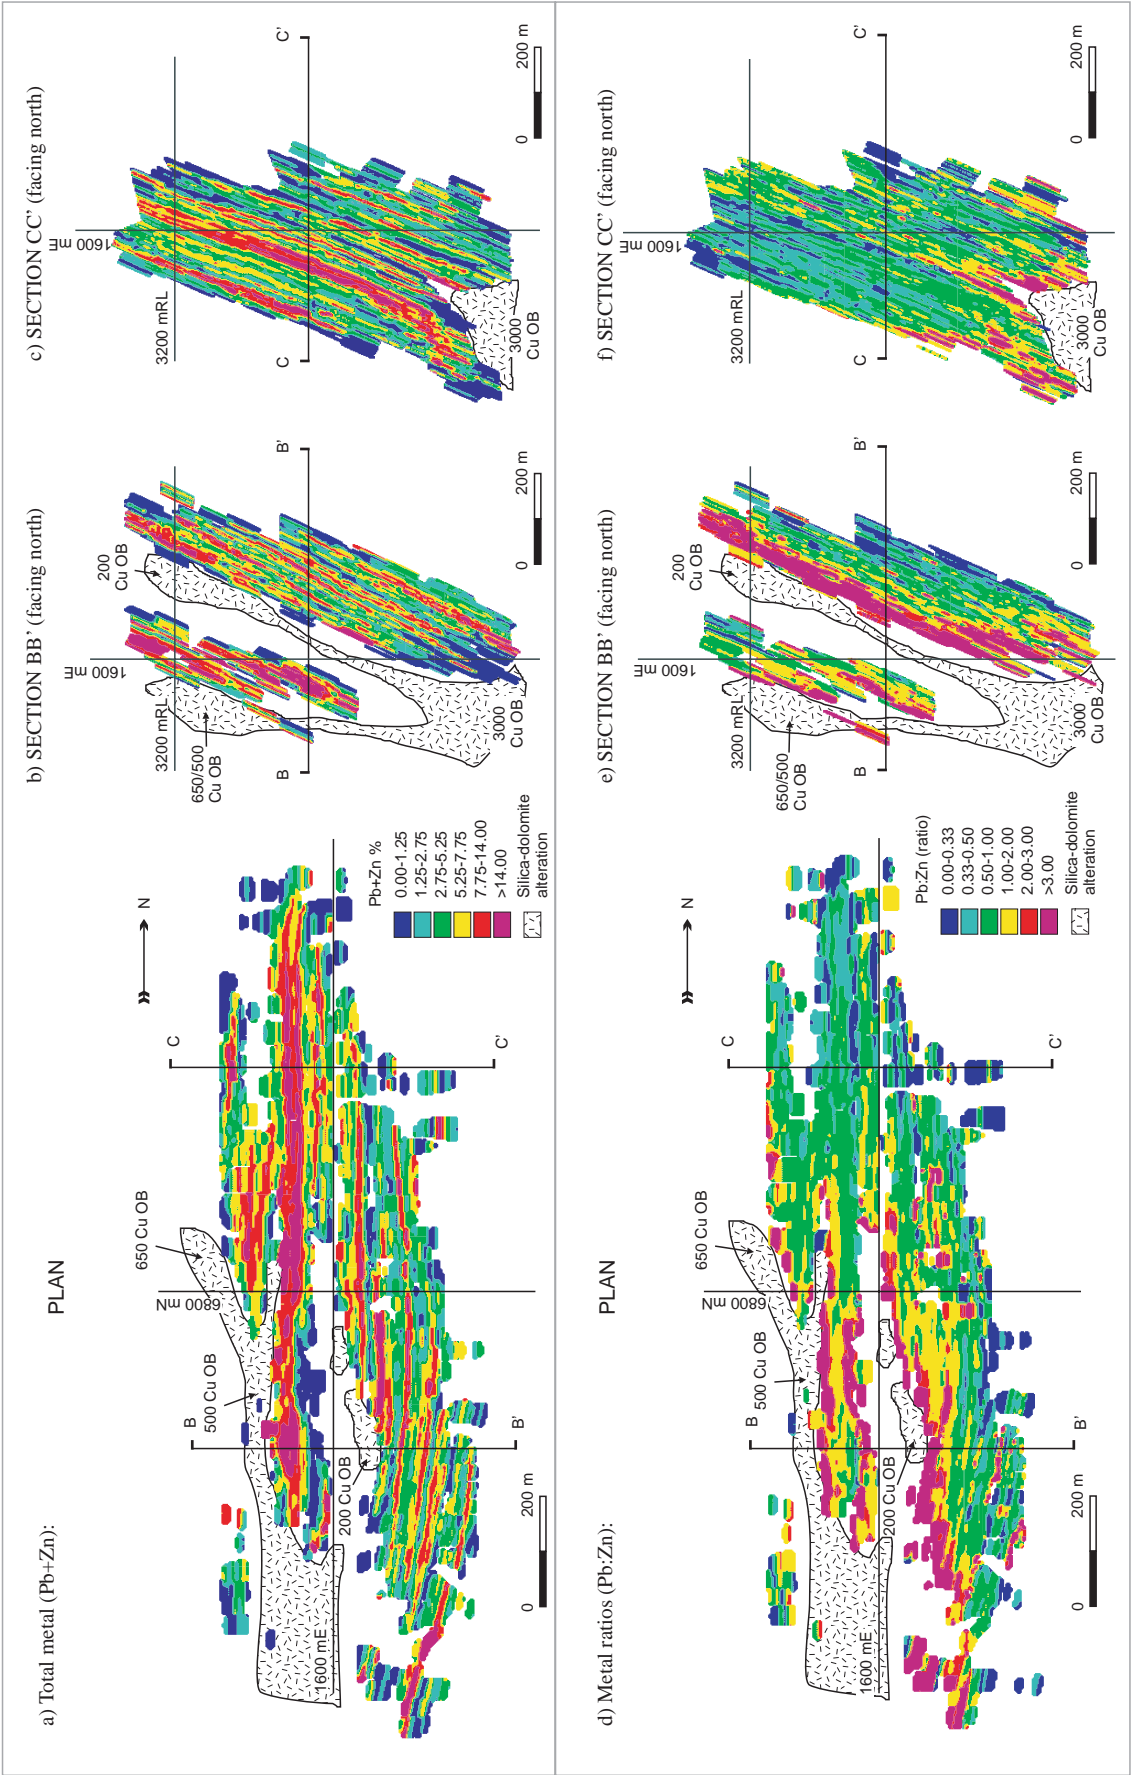 a) Total metal (Pb+Zn):
PLAN
N
650 Cu OB
500 Cu OB
200 Cu OB
6800 mN
1600 mE
B
B'
C
C'
0
200 m
Pb+Zn %
0.00-1.25
1.25-2.75
2.75-5.25
5.25-7.75
7.75-14.00
>14.00
Silica-dolomite
alteration
b) SECTION BB’ (facing north)
1600 mE
3200 mRL
650/500
Cu OB
200
Cu OB
3000
Cu OB
B
B'
0
200 m
c) SECTION CC’ (facing north)
1600 mE
3200 mRL
3000
Cu OB
C
C'
0
200 m
d) Metal ratios (Pb:Zn):
PLAN
N
650 Cu OB
500 Cu OB
200 Cu OB
6800 mN
1600 mE
B
B'
C
C'
0
200 m
Pb:Zn (ratio)
0.00-0.33
0.33-0.50
0.50-1.00
1.00-2.00
2.00-3.00
>3.00
Silica-dolomite
alteration
e) SECTION BB’ (facing north)
1600 mE
3200 mRL
650/500
Cu OB
200
Cu OB
3000
Cu OB
B
B'
0
200 m
f) SECTION CC’ (facing north)
1600 mE
3200 mRL
3000
Cu OB
C
C'
0
200 m